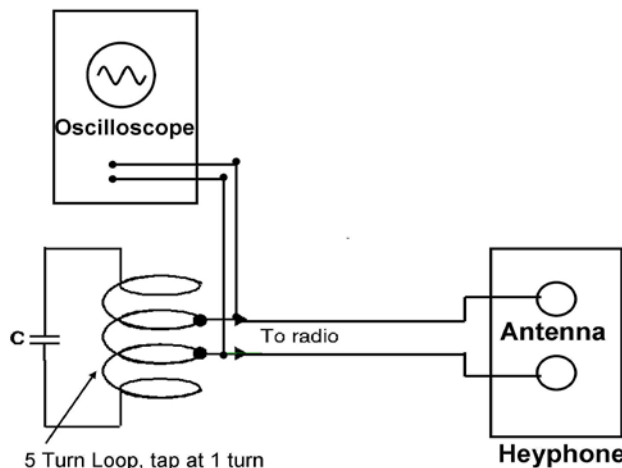 Oscilloscope
C
To radio
Antenna
5 Turn Loop, tap at 1 turn
Heyphone